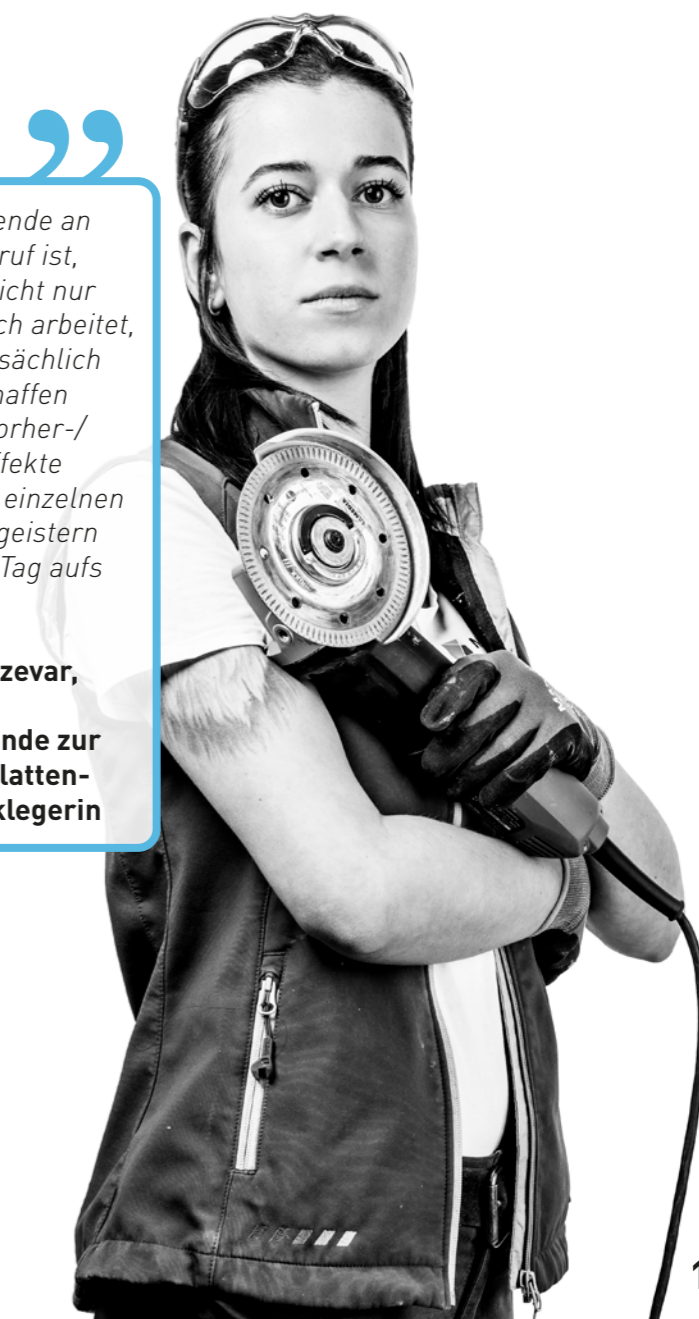 ”
ende an
ruf ist,
icht nur
ch arbeitet,
sächlich
haffen
orher-/
ffekte
einzelnen
geistern
Tag aufs
zevar,
nde zur
latten-
klegerin
1